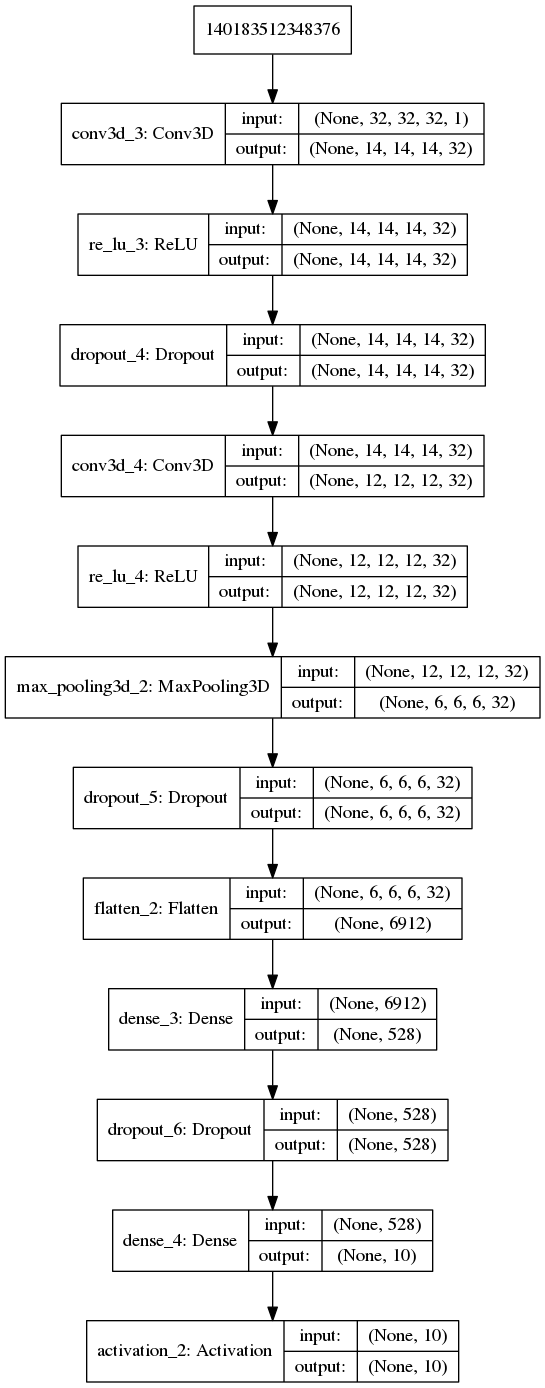 140183512348376
conv3d_3: Conv3D
input: (None, 32, 32, 32, 1)
output: (None, 14, 14, 14, 32)
re_lu_3: ReLU
input: (None, 14, 14, 14, 32)
output: (None, 14, 14, 14, 32)
dropout_4: Dropout
input: (None, 14, 14, 14, 32)
output: (None, 14, 14, 14, 32)
conv3d_4: Conv3D
input: (None, 14, 14, 14, 32)
output: (None, 12, 12, 12, 32)
re_lu_4: ReLU
input: (None, 12, 12, 12, 32)
output: (None, 12, 12, 12, 32)
max_pooling3d_2: MaxPooling3D
input: (None, 12, 12, 12, 32)
output: (None, 6, 6, 6, 32)
dropout_5: Dropout
input: (None, 6, 6, 6, 32)
output: (None, 6, 6, 6, 32)
flatten_2: Flatten
input: (None, 6, 6, 6, 32)
output: (None, 6912)
dense_3: Dense
input: (None, 6912)
output: (None, 528)
dropout_6: Dropout
input: (None, 528)
output: (None, 528)
dense_4: Dense
input: (None, 528)
output: (None, 10)
activation_2: Activation
input: (None, 10)
output: (None, 10)